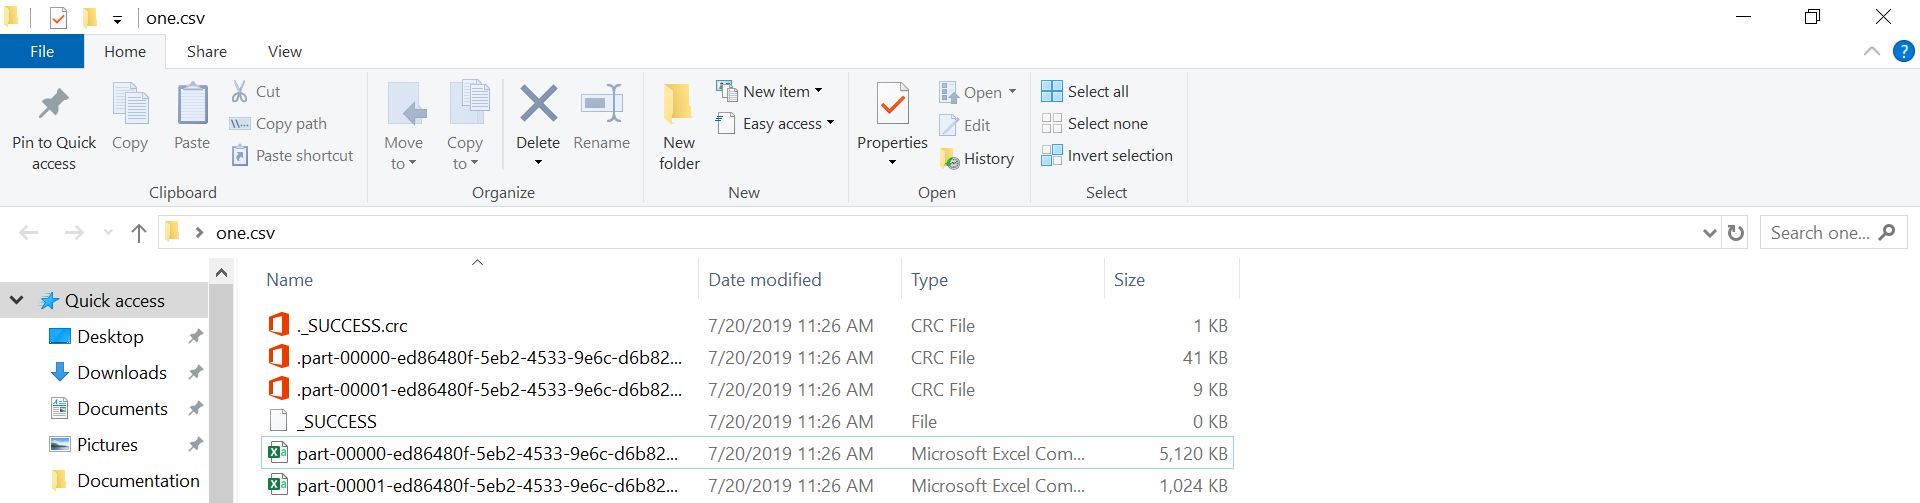 one.csv
File Home Share View
Pin to Quick access
Copy
Paste
Cut
Copy path
Paste shortcut
Clipboard
Move to
Copy to
Delete
Rename
Organize
New folder
New item
Easy access
New
Properties
Open
Edit
History
Open
Select all
Select none
Invert selection
Select
one.csv
Search one...
Quick access
Desktop
Downloads
Documents
Pictures
Documentation
Name Date modified Type Size
._SUCCESS.crc 7/20/2019 11:26 AM CRC File 1 KB
.part-00000-ed86480f-5eb2-4533-9e6c-d6b82... 7/20/2019 11:26 AM CRC File 41 KB
.part-00001-ed86480f-5eb2-4533-9e6c-d6b82... 7/20/2019 11:26 AM CRC File 9 KB
_SUCCESS 7/20/2019 11:26 AM File 0 KB
part-00000-ed86480f-5eb2-4533-9e6c-d6b82... 7/20/2019 11:26 AM Microsoft Excel Com... 5,120 KB
part-00001-ed86480f-5eb2-4533-9e6c-d6b82... 7/20/2019 11:26 AM Microsoft Excel Com... 1,024 KB